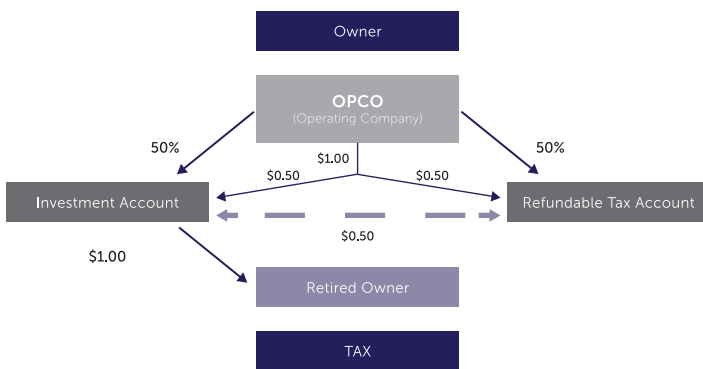 Owner
OPCO
(Operating Company)
50%
50%
$1.00
$0.50
$0.50
Investment Account
Refundable Tax Account
$0.50
$1.00
Retired Owner
TAX